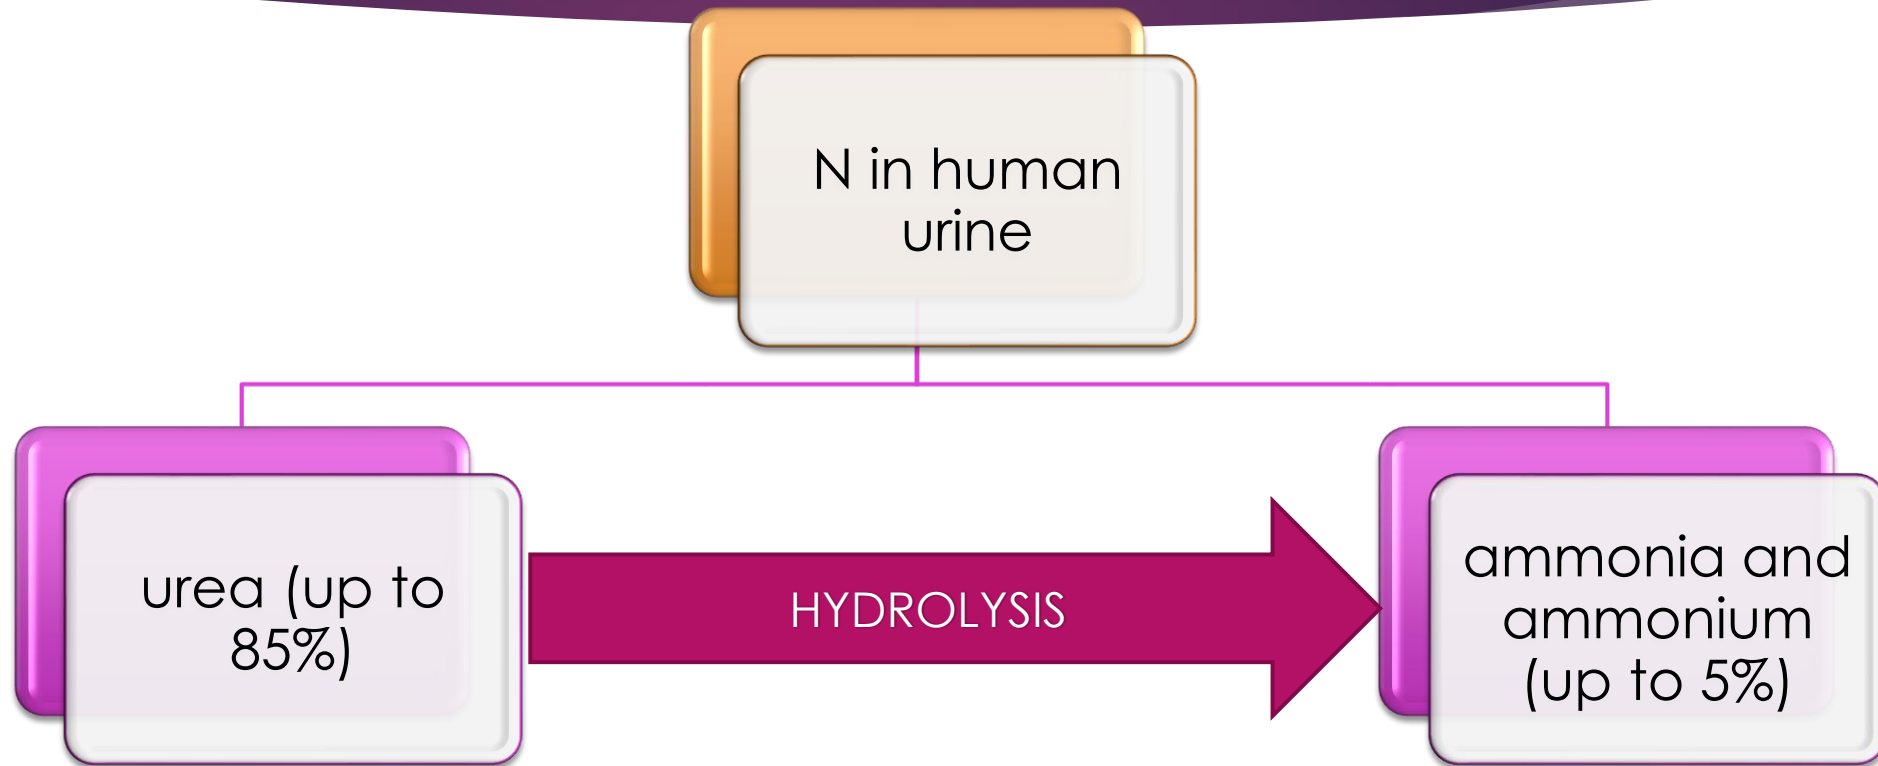 N in human
urine
urea (up to
85%)
HYDROLYSIS
ammonia and
ammonium
(up to 5%)